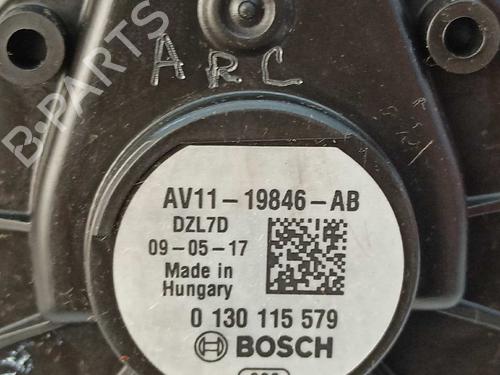 B-PARTS
ARC
AV11-19846-AB
DZL7D
09-05-17
Made in
Hungary
0 130 115 579
BOSCH